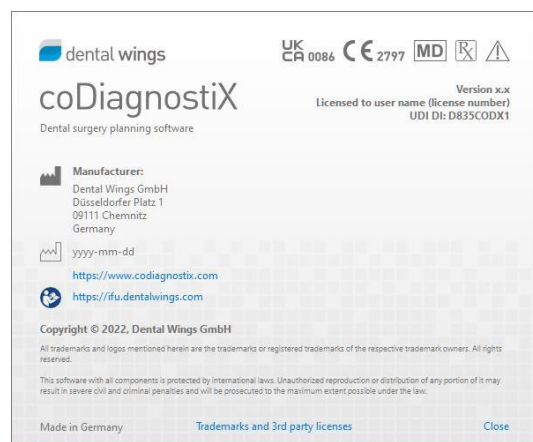 dental wings
UK CA 0086 CE 2797 MD Rx
coDiagnostiX
Dental surgery planning software
Version x.x
Licensed to user name (license number)
UDI DI: D835CODX1
Manufacturer:
Dental Wings GmbH
Düsseldorfer Platz 1
09111 Chemnitz
Germany
yyyy-mm-dd
https://www.codiagnostix.com
https://ifu.dentalwings.com
Copyright © 2022, Dental Wings GmbH
All trademarks and logos mentioned herein are the trademarks or registered trademarks of the respective trademark owners. All rights
reserved.
This software with all components is protected by international laws. Unauthorized reproduction or distribution of any portion of it may
result in severe civil and criminal penalties and will be prosecuted to the maximum extent possible under the law.
Made in Germany
Trademarks and 3rd party licenses
Close